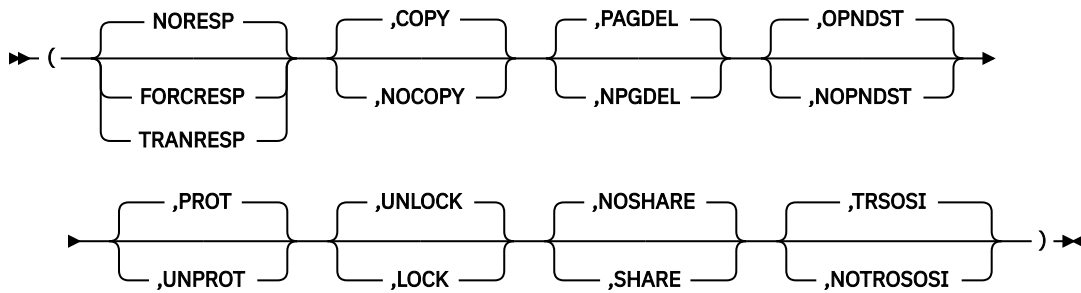 NORESP ,COPY ,PAGDEL ,OPNDST
(
FORCRESP ,NOCOPY ,NPGDEL ,NOPNDST
TRANRESP
,PROT ,UNLOCK ,NOSHARE ,TRSOSI
)
,UNPROT ,LOCK ,SHARE ,NOTROSOSI